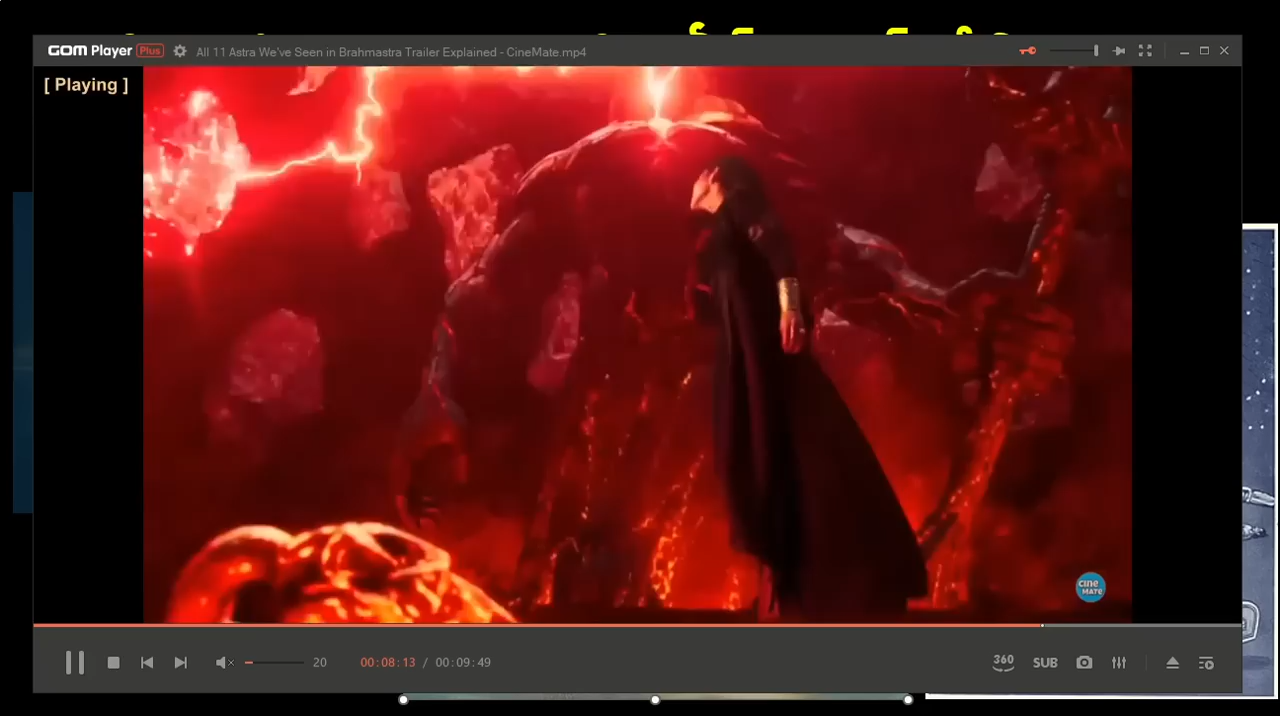 GOM Player Plus All 11 Astra We've Seen in Brahmastra Trailer Explained - CineMate.mp4
[ Playing ]
cine
MATE
20 00:08:13 / 00:09:49 360 SUB